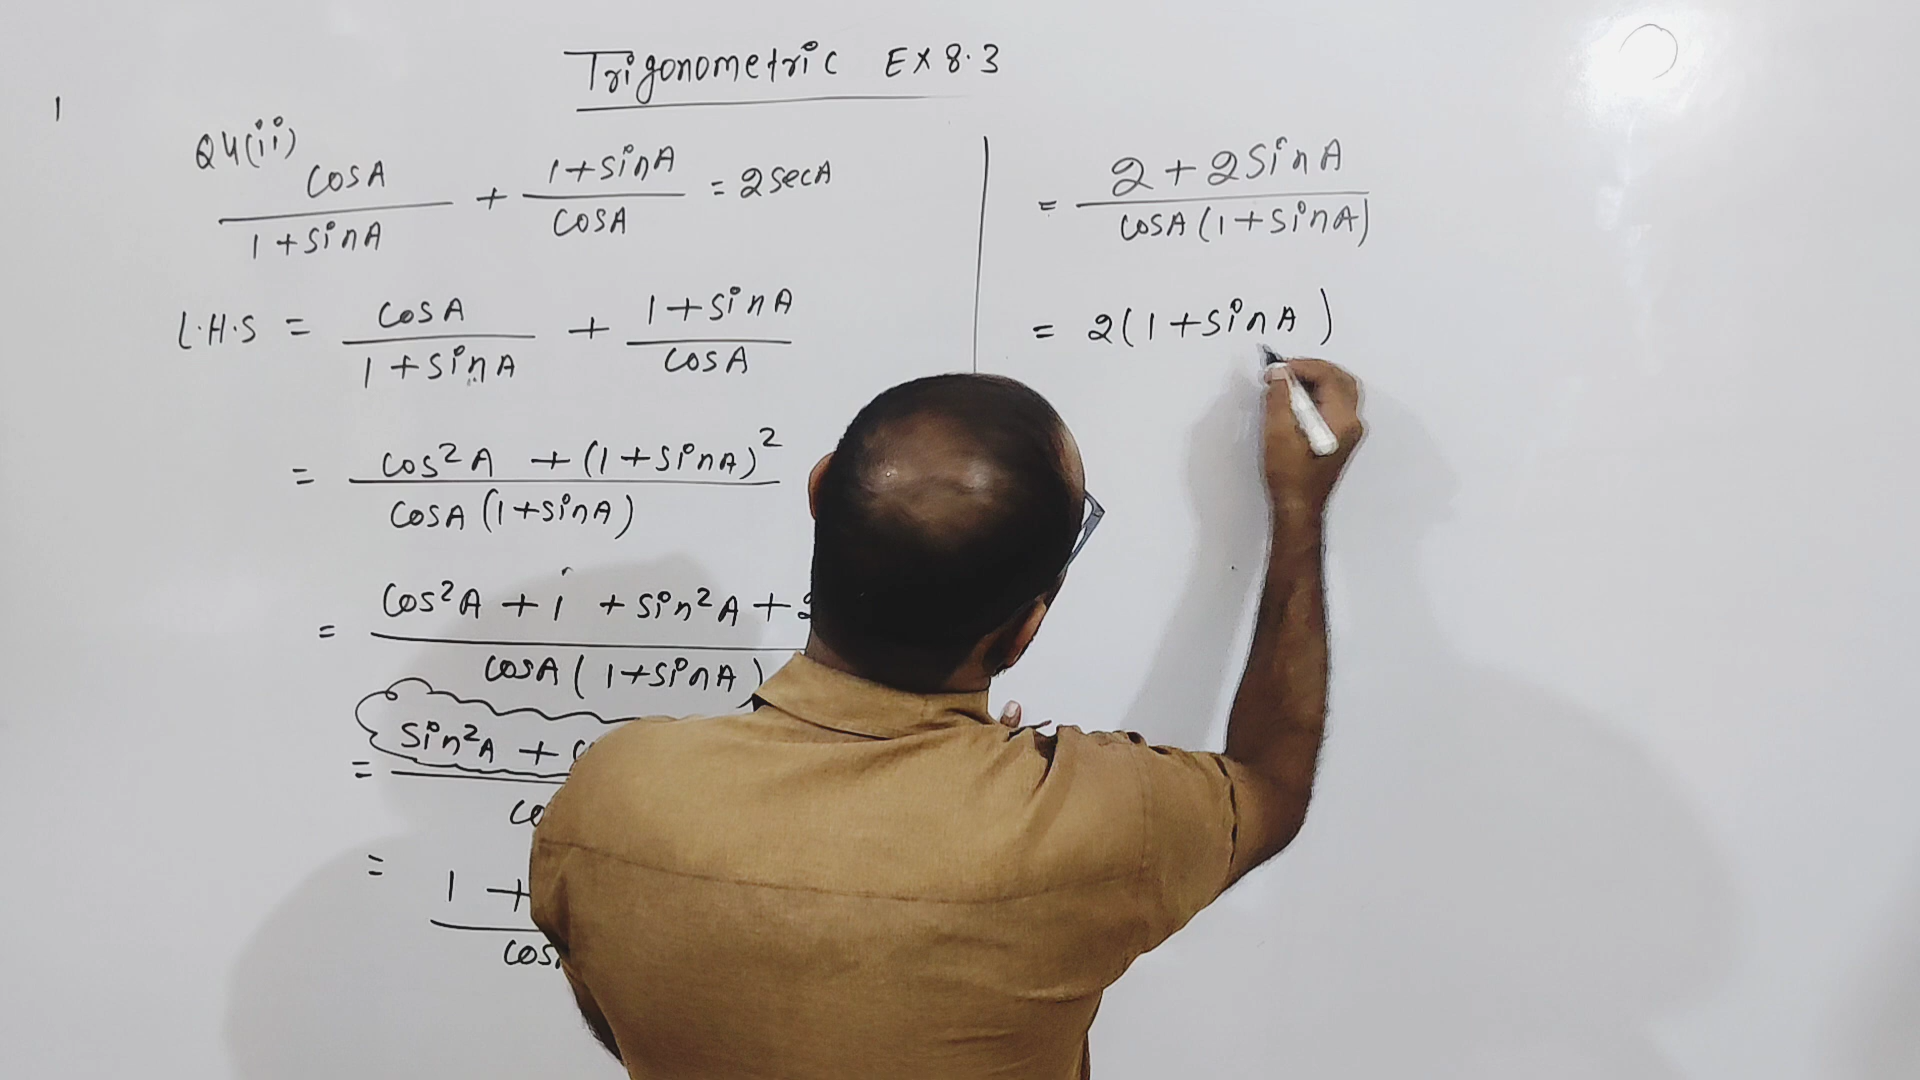 Trigonometric EX 8.3
Q4(ii)
cosA / 1+sinA + 1+sinA / cosA = 2secA
L.H.S = cosA / 1+sinA + 1+sinA / cosA
= cos²A + (1+sinA)² / cosA(1+sinA)
= cos²A + 1 + sin²A + / cosA(1+sinA)
= sin²A +
= 1 +
= 2+2sinA / cosA(1+sinA)
= 2(1+sinA)